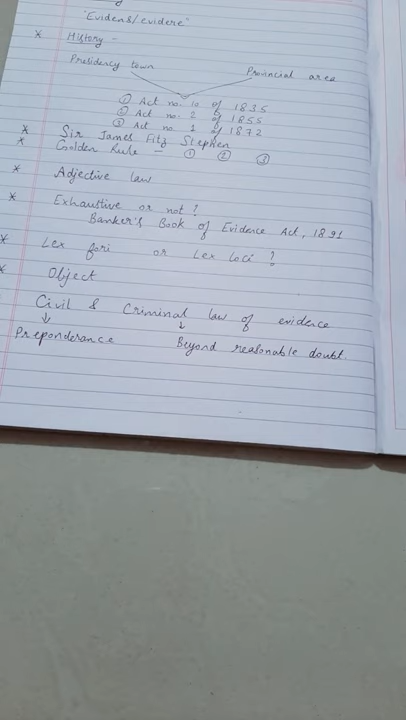 "Evidens/evidere"
* History -
Presidency town Provincial area
① Act no. 10 of 1835
② Act no. 2 of 1855
③ Act no. 1 of 1872
* Sir James Fitz Stephen
* Golden Rule - ① ② ③
* Adjective law
* Exhaustive or not?
Banker's Book of Evidence Act, 1891
* Lex fori or Lex loci?
* Object
Civil & Criminal law of evidence
↓ ↓
Preponderance Beyond reasonable doubt.